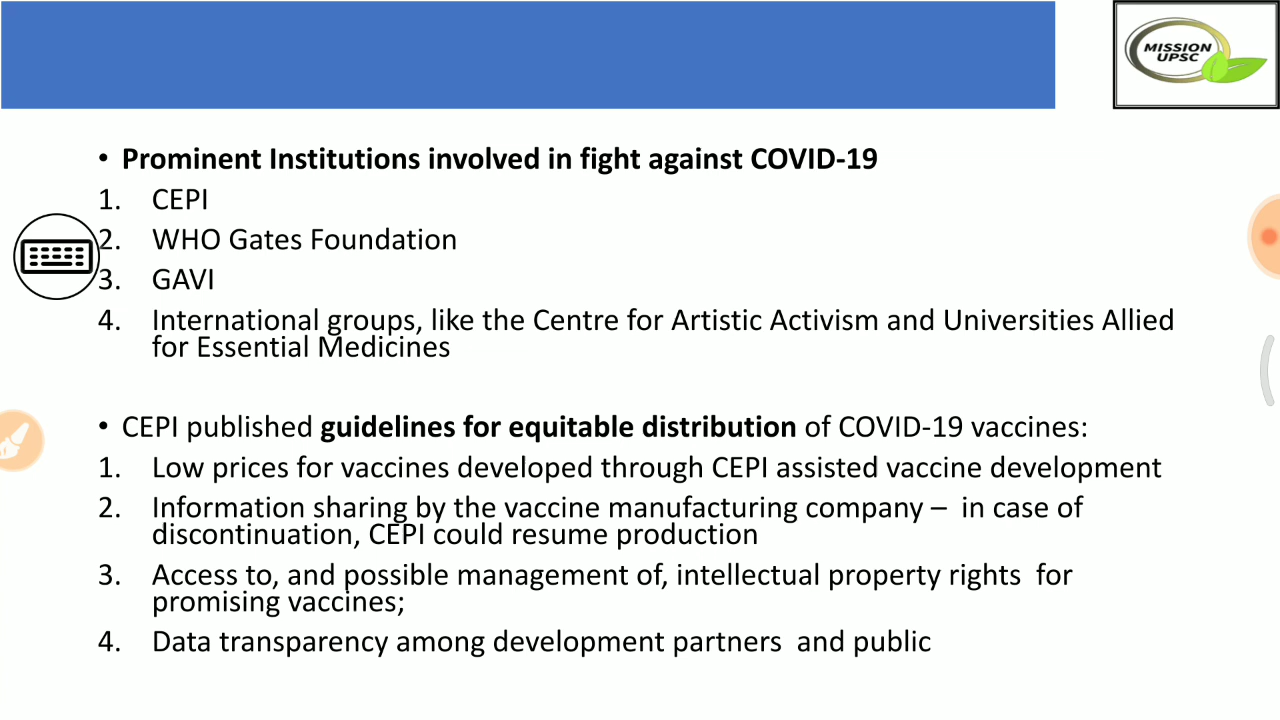 MISSION
UPSC
• Prominent Institutions involved in fight against COVID-19
1. CEPI
2. WHO Gates Foundation
3. GAVI
4. International groups, like the Centre for Artistic Activism and Universities Allied
for Essential Medicines
• CEPI published guidelines for equitable distribution of COVID-19 vaccines:
1. Low prices for vaccines developed through CEPI assisted vaccine development
2. Information sharing by the vaccine manufacturing company – in case of
discontinuation, CEPI could resume production
3. Access to, and possible management of, intellectual property rights for
promising vaccines;
4. Data transparency among development partners and public